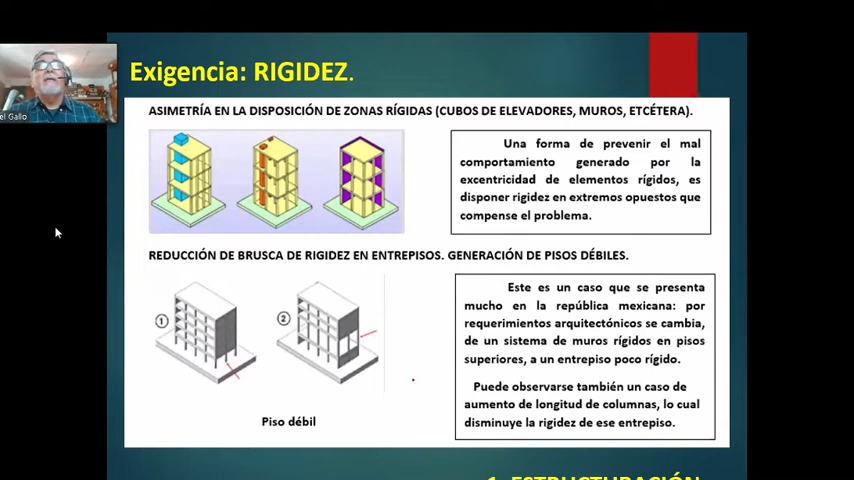 Exigencia: RIGIDEZ.
el Gallo
ASIMETRÍA EN LA DISPOSICIÓN DE ZONAS RÍGIDAS (CUBOS DE ELEVADORES, MUROS, ETCÉTERA).
Una forma de prevenir el mal
comportamiento generado por la
excentricidad de elementos rígidos, es
disponer rigidez en extremos opuestos que
compense el problema.
REDUCCIÓN DE BRUSCA DE RIGIDEZ EN ENTREPISOS. GENERACIÓN DE PISOS DÉBILES.
1
2
Piso débil
Este es un caso que se presenta
mucho en la república mexicana: por
requerimientos arquitectónicos se cambia,
de un sistema de muros rígidos en pisos
superiores, a un entrepiso poco rígido.
Puede observarse también un caso de
aumento de longitud de columnas, lo cual
disminuye la rigidez de ese entrepiso.
1. ESTRUCTURACIÓN